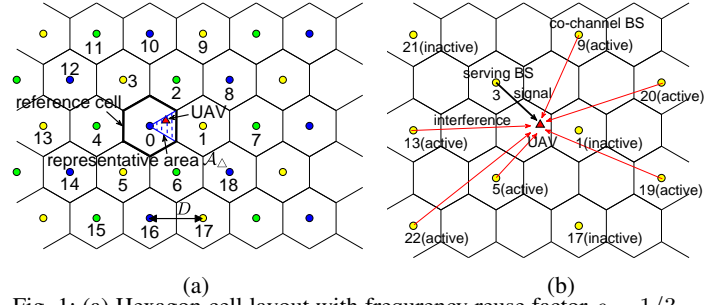 11 10 9
12 3 2 8
reference cell
UAV
13 4 0 1 7
representative area A△
14 5 6 18
D
15 16 17
(a)
co-channel BS
21(inactive) 9(active)
serving BS
3 signal
20(active)
interference
13(active) UAV 1(inactive)
5(active) 19(active)
22(active) 17(inactive)
(b)